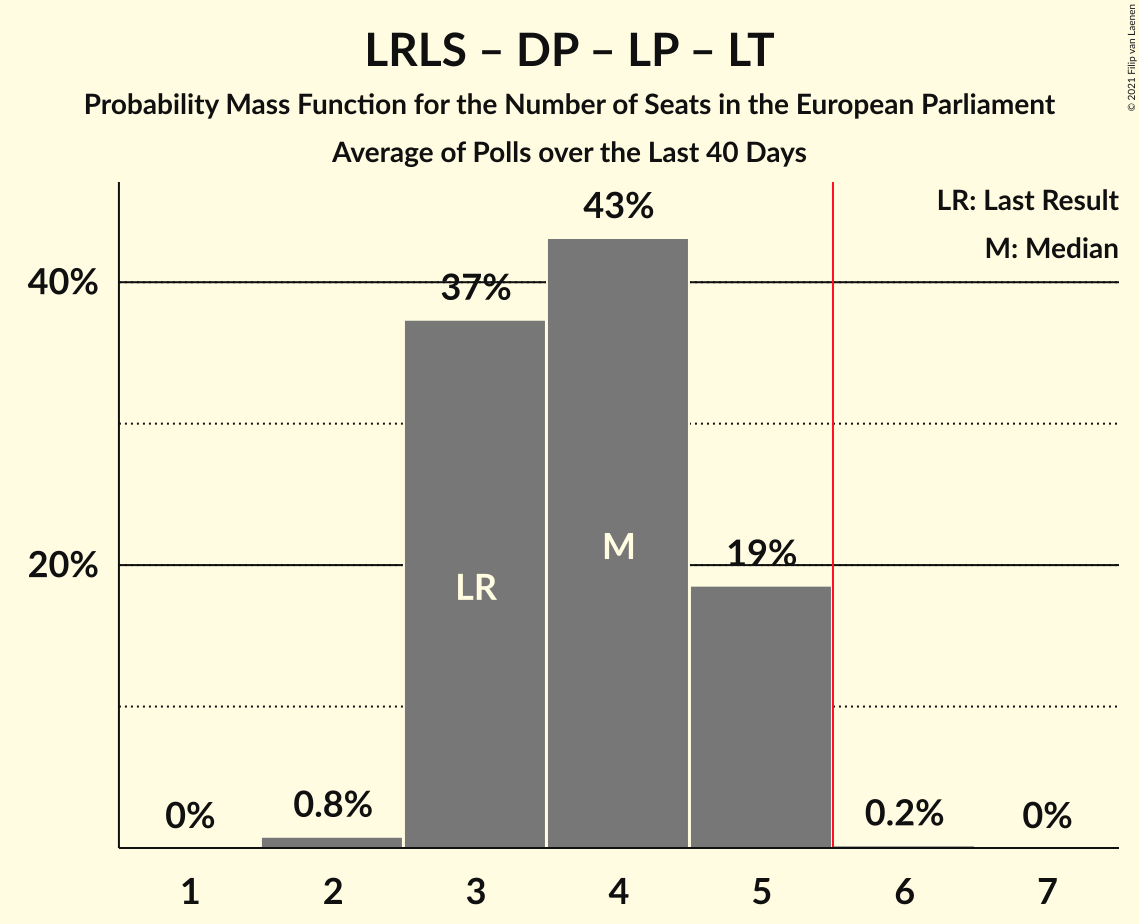 LRLS – DP – LP – LT
Probability Mass Function for the Number of Seats in the European Parliament
Average of Polls over the Last 40 Days
© 2021 Filip van Laenen
LR: Last Result
M: Median
43%
40%
37%
20%
19%
M
LR
0%
0.8%
0.2%
0%
1 2 3 4 5 6 7